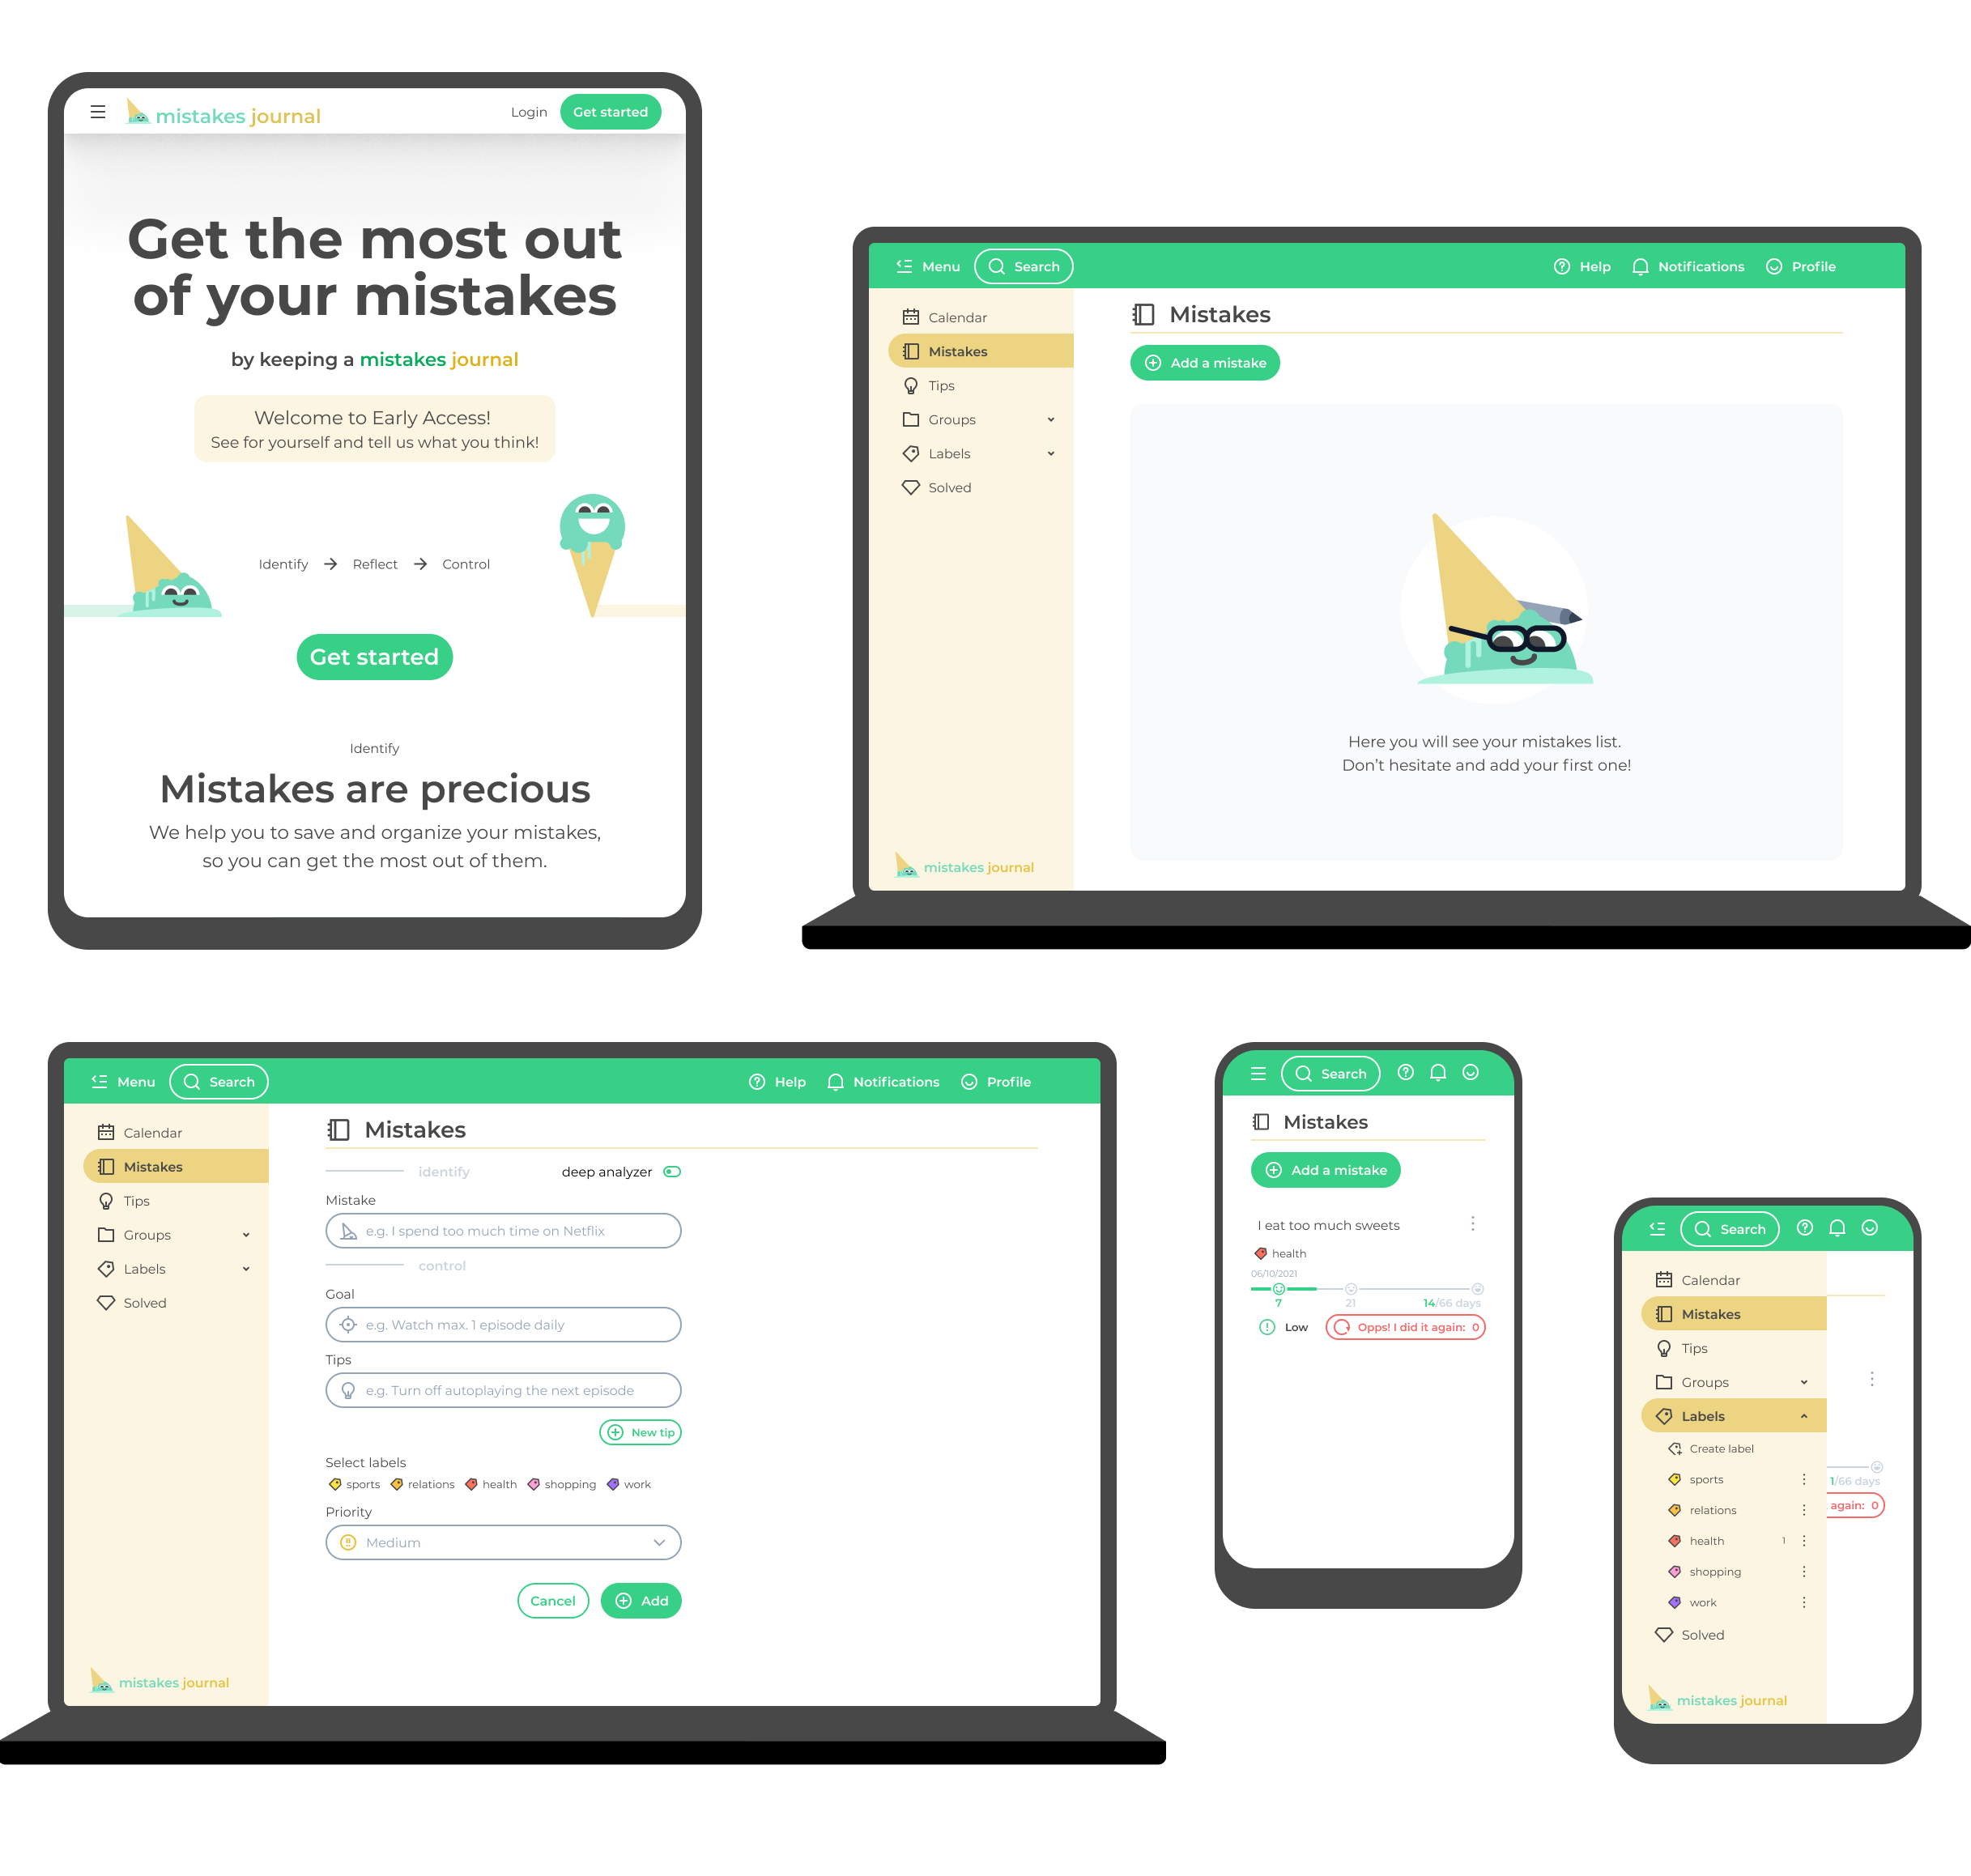 mistakes journal
Login
Get started
Get the most out
of your mistakes
by keeping a mistakes journal
Welcome to Early Access!
See for yourself and tell us what you think!
Identify → Reflect → Control
Get started
Identify
Mistakes are precious
We help you to save and organize your mistakes,
so you can get the most out of them.
Menu
Search
Help
Notifications
Profile
Calendar
Mistakes
Tips
Groups
Labels
Solved
mistakes journal
Mistakes
Add a mistake
Here you will see your mistakes list.
Don't hesitate and add your first one!
Menu
Search
Help
Notifications
Profile
Calendar
Mistakes
Tips
Groups
Labels
Solved
mistakes journal
Mistakes
identify
deep analyzer
Mistake
e.g. I spend too much time on Netflix
control
Goal
e.g. Watch max. 1 episode daily
Tips
e.g. Turn off autoplaying the next episode
New tip
Select labels
sports relations health shopping work
Priority
Medium
Cancel
Add
Search
Mistakes
Add a mistake
I eat too much sweets
health
06/10/2021
7 21 14/66 days
Low
Opps! I did it again: 0
Search
Calendar
Mistakes
Tips
Groups
Labels
Create label
sports
relations
health 1
shopping
work
Solved
mistakes journal
1/66 days
again: 0